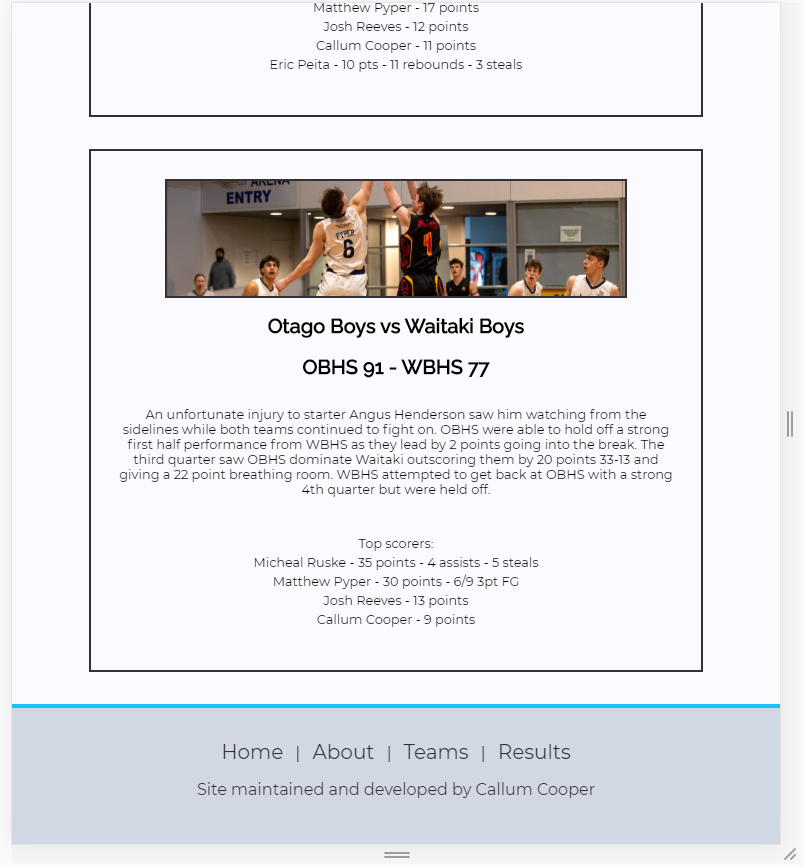 Matthew Pyper - 17 points
Josh Reeves - 12 points
Callum Cooper - 11 points
Eric Peita - 10 pts - 11 rebounds - 3 steals
ARENA
ENTRY
PYPER
6
1
Otago Boys vs Waitaki Boys
OBHS 91 - WBHS 77
An unfortunate injury to starter Angus Henderson saw him watching from the
sidelines while both teams continued to fight on. OBHS were able to hold off a strong
first half performance from WBHS as they lead by 2 points going into the break. The
third quarter saw OBHS dominate Waitaki outscoring them by 20 points 33-13 and
giving a 22 point breathing room. WBHS attempted to get back at OBHS with a strong
4th quarter but were held off.
Top scorers:
Micheal Ruske - 35 points - 4 assists - 5 steals
Matthew Pyper - 30 points - 6/9 3pt FG
Josh Reeves - 13 points
Callum Cooper - 9 points
Home | About | Teams | Results
Site maintained and developed by Callum Cooper